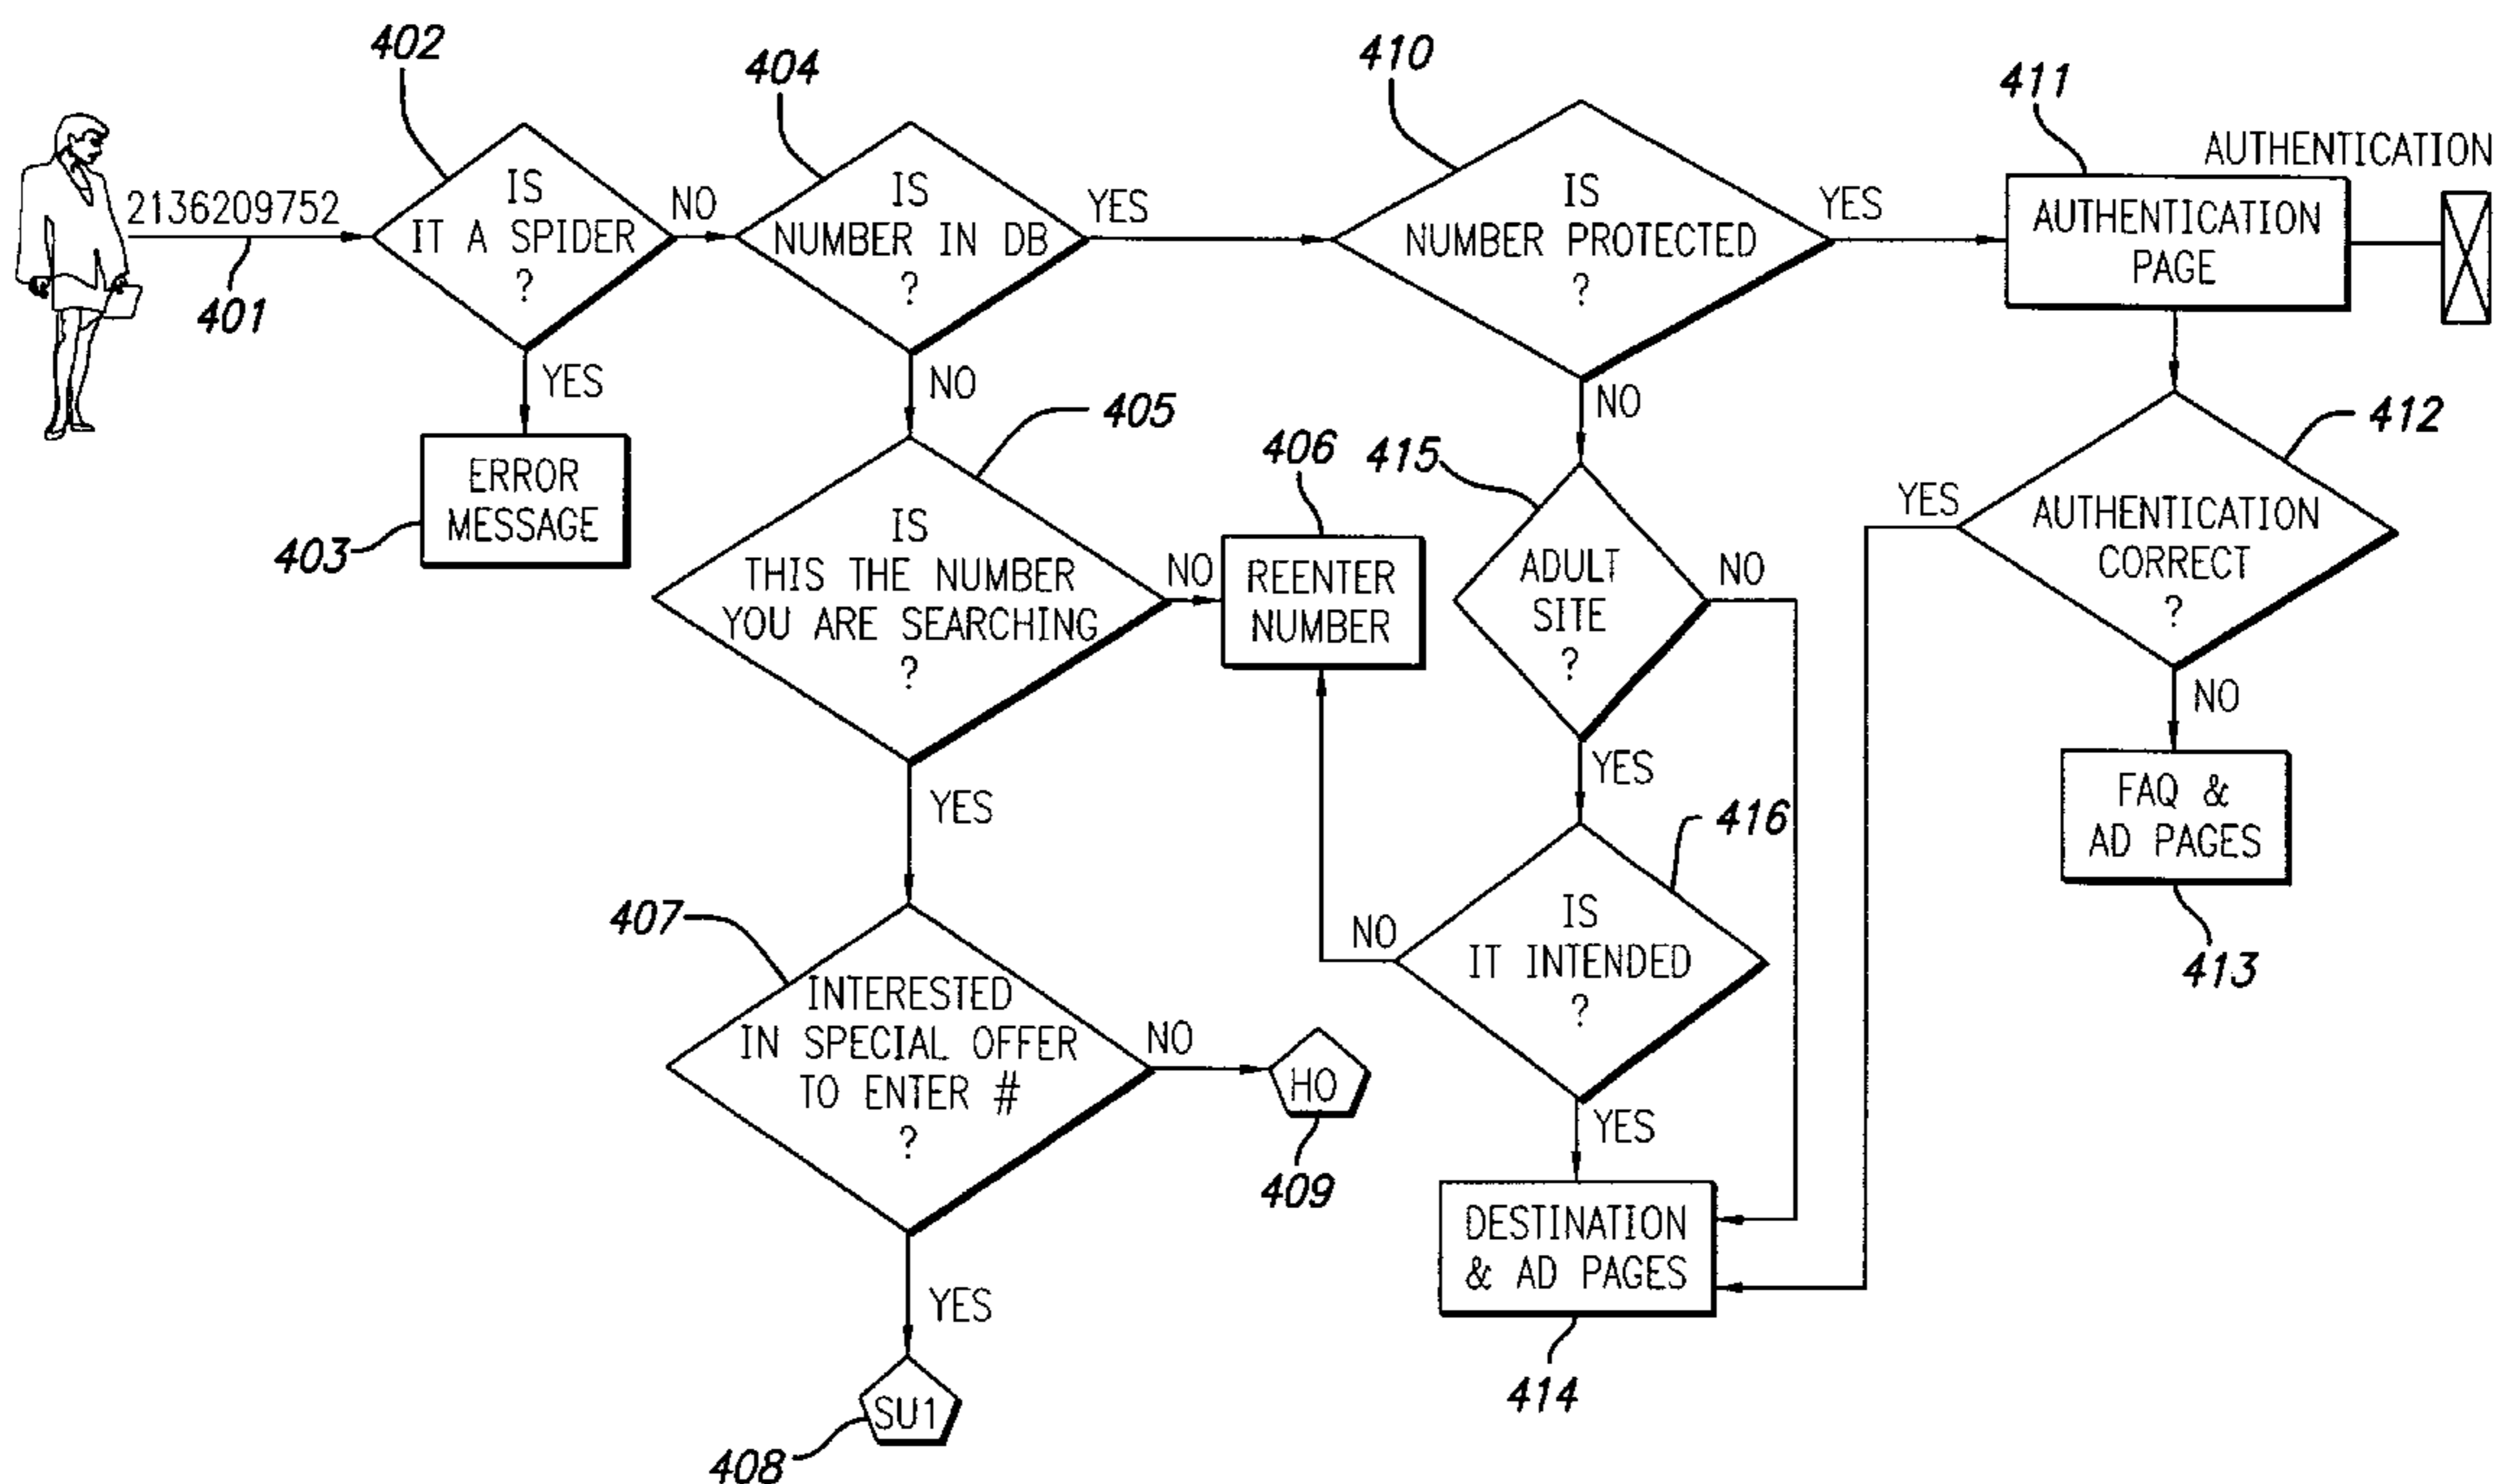 402
404
410
411
AUTHENTICATION
2136209752
401
IS
IT A SPIDER
?
NO
IS
NUMBER IN DB
?
YES
IS
NUMBER PROTECTED
?
YES
AUTHENTICATION
PAGE
YES
ERROR
MESSAGE
403
NO
405
IS
THIS THE NUMBER
YOU ARE SEARCHING
?
NO
406
REENTER
NUMBER
NO
415
ADULT
SITE
?
NO
412
YES
AUTHENTICATION
CORRECT
?
NO
FAQ &
AD PAGES
413
YES
YES
416
IS
IT INTENDED
?
NO
407
INTERESTED
IN SPECIAL OFFER
TO ENTER #
?
NO
HO
409
YES
DESTINATION
& AD PAGES
414
YES
SU1
408